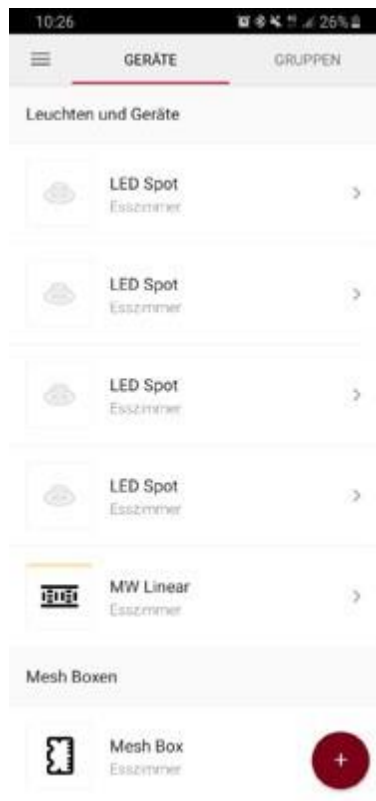 10:26
26%
GERÄTE
GRUPPEN
Leuchten und Geräte
LED Spot
Esszimmer
LED Spot
Esszimmer
LED Spot
Esszimmer
LED Spot
Esszimmer
MW Linear
Esszimmer
Mesh Boxen
Mesh Box
Esszimmer